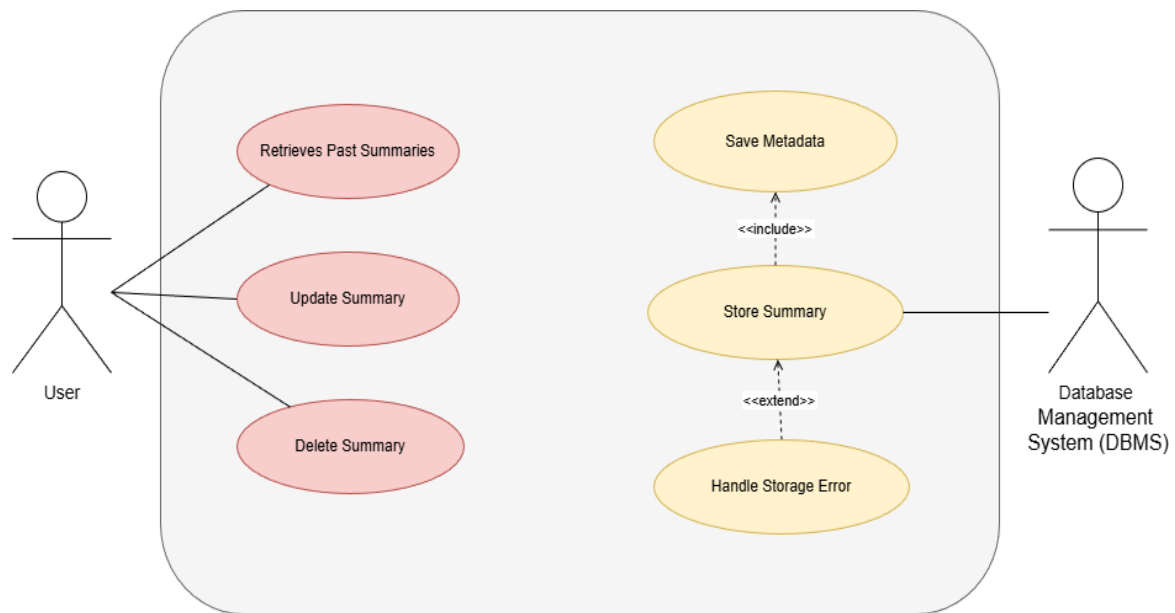 Retrieves Past Summaries
Save Metadata
<<include>>
Update Summary
Store Summary
User
<<extend>>
Database
Management
System (DBMS)
Delete Summary
Handle Storage Error